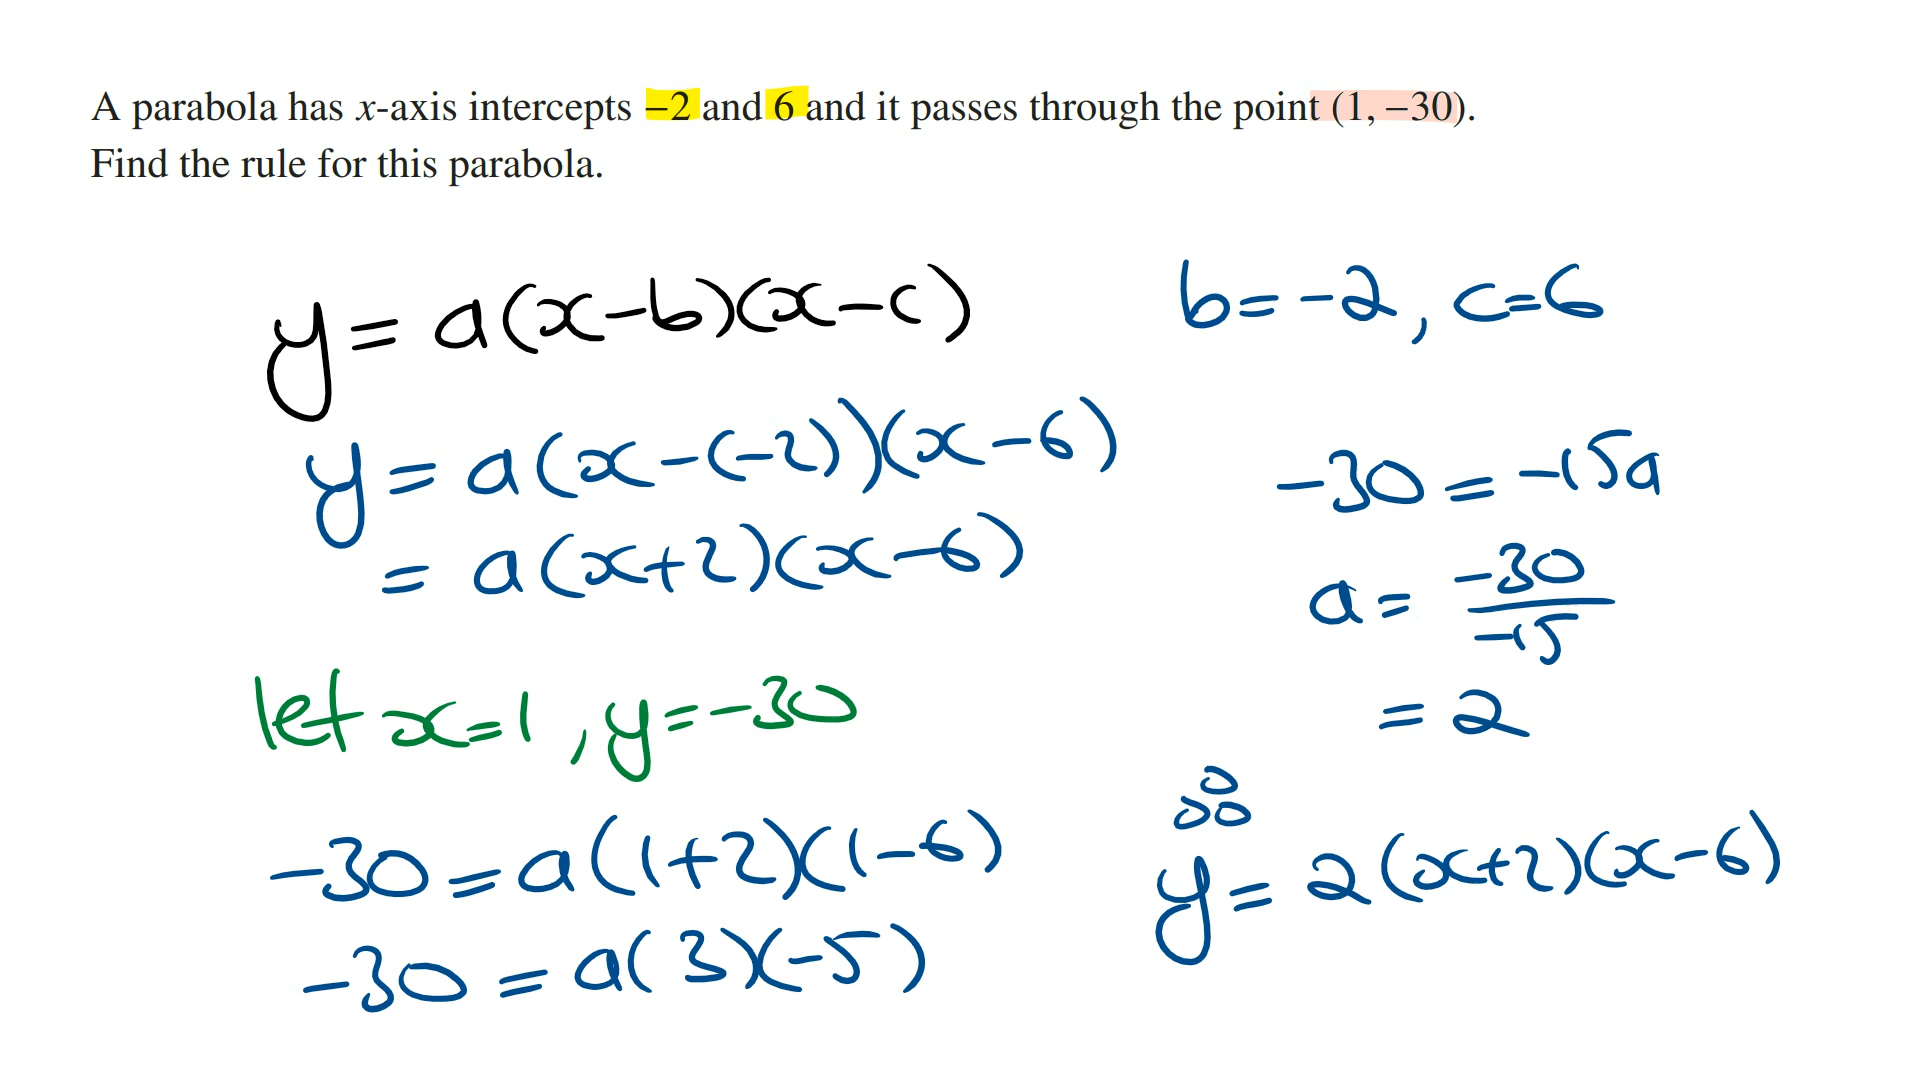 A parabola has x-axis intercepts −2 and 6 and it passes through the point (1, −30).
Find the rule for this parabola.
y = a(x−b)(x−c)
y = a(x−(−2))(x−6)
= a(x+2)(x−6)
let x=1, y=−30
−30 = a(1+2)(1−6)
−30 = a(3)(−5)
b=−2, c=6
−30 = −15a
a = −30/−15
= 2
∴
y = 2(x+2)(x−6)